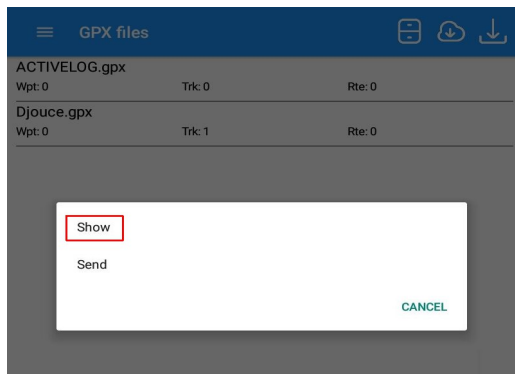 GPX files
ACTIVELOG.gpx
Wpt: 0 Trk: 0 Rte: 0
Djouce.gpx
Wpt: 0 Trk: 1 Rte: 0
Show
Send
CANCEL